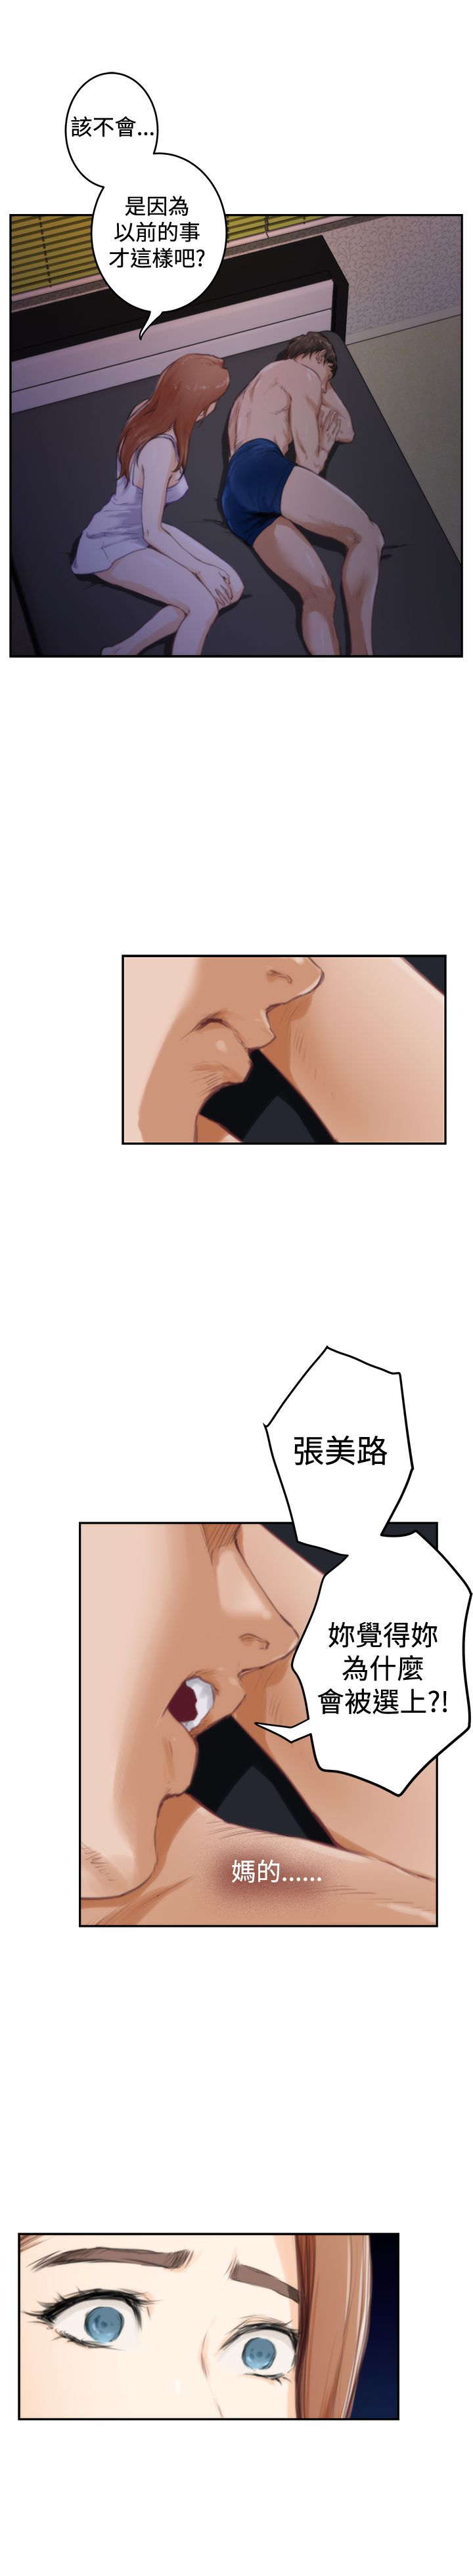 該不會...
是因為
以前的事
才這樣吧?
張美路
妳覺得妳
為什麼
會被選上?!
媽的......